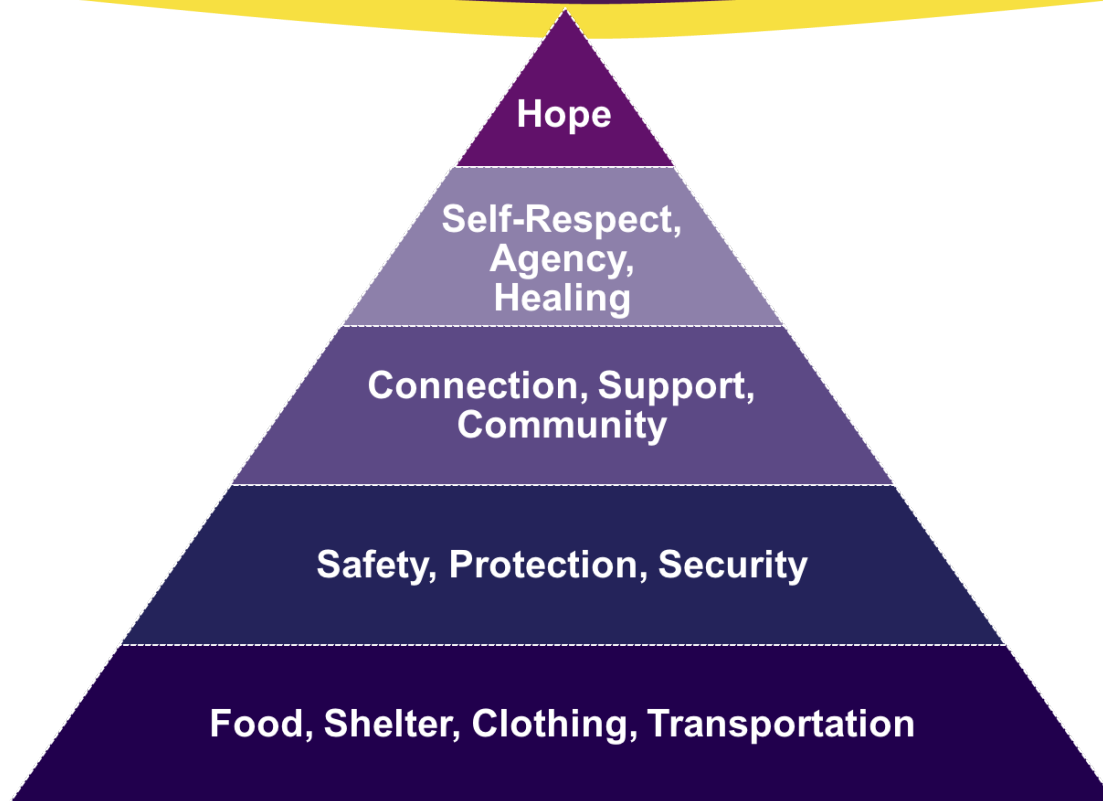 Hope
Self-Respect,
Agency,
Healing
Connection, Support,
Community
Safety, Protection, Security
Food, Shelter, Clothing, Transportation